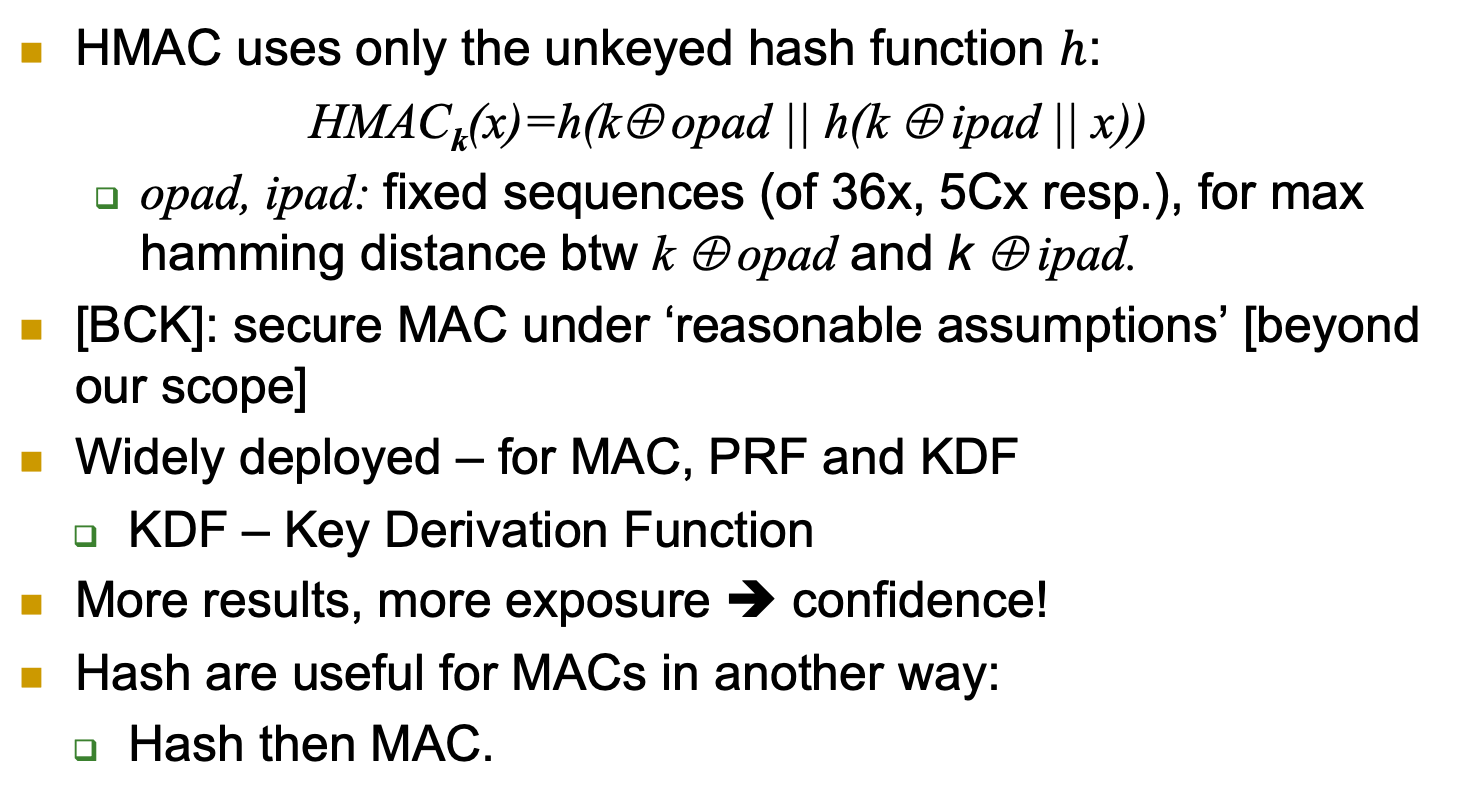 HMAC uses only the unkeyed hash function h:
HMACk(x)=h(k⊕opad || h(k ⊕ipad || x))
opad, ipad: fixed sequences (of 36x, 5Cx resp.), for max
hamming distance btw k ⊕opad and k ⊕ipad.
[BCK]: secure MAC under ‘reasonable assumptions’ [beyond
our scope]
Widely deployed – for MAC, PRF and KDF
KDF – Key Derivation Function
More results, more exposure ➔ confidence!
Hash are useful for MACs in another way:
Hash then MAC.